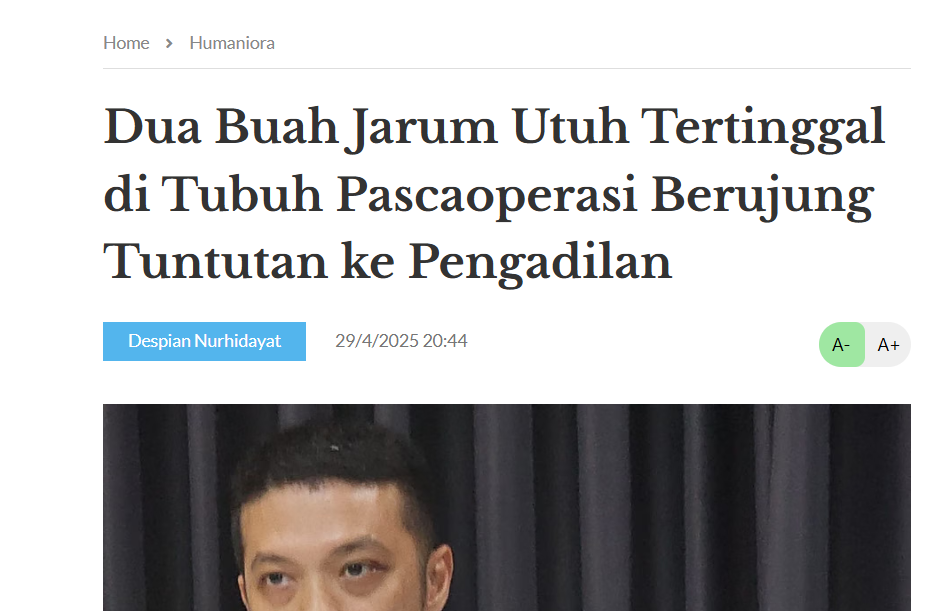 Home > Humaniora
Dua Buah Jarum Utuh Tertinggal
di Tubuh Pascaoperasi Berujung
Tuntutan ke Pengadilan
Despian Nurhidayat 29/4/2025 20:44 A- A+